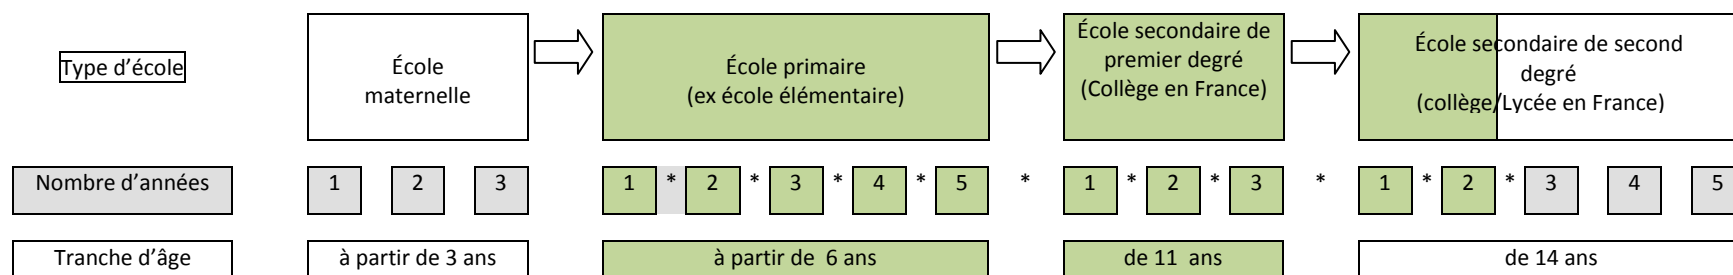 Type d’école
École
maternelle
École primaire
(ex école élémentaire)
École secondaire de
premier degré
(Collège en France)
École secondaire de second
degré
(collège/Lycée en France)
Nombre d’années 1 2 3 1 * 2 * 3 * 4 * 5 * 1 * 2 * 3 * 1 * 2 * 3 4 5
Tranche d’âge à partir de 3 ans à partir de 6 ans de 11 ans de 14 ans